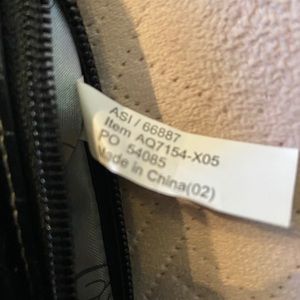 ASI / 66887
Item AQ7154-X05
PO 54085
Made in China(02)